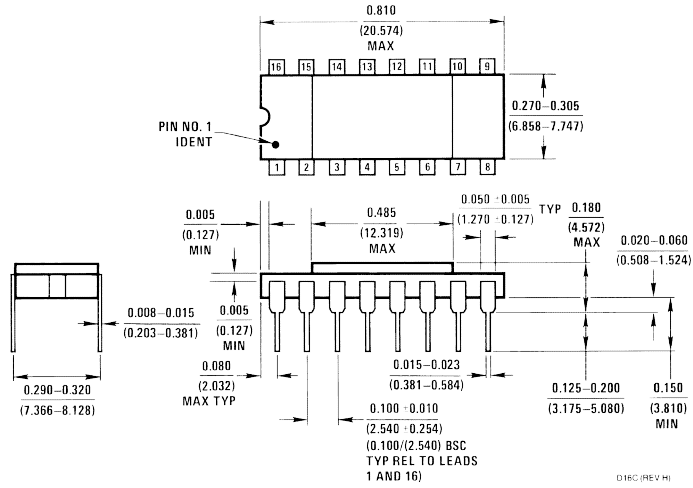 0.810
(20.574)
MAX
16 15 14 13 12 11 10 9
0.270–0.305
(6.858–7.747)
PIN NO. 1
IDENT
1 2 3 4 5 6 7 8
0.005
(0.127)
MIN
0.485
(12.319)
MAX
0.050 ±0.005
(1.270 ±0.127)
TYP
0.180
(4.572)
MAX
0.020–0.060
(0.508–1.524)
0.008–0.015
(0.203–0.381)
0.005
(0.127)
MIN
0.290–0.320
(7.366–8.128)
0.080
(2.032)
MAX TYP
0.015–0.023
(0.381–0.584)
0.125–0.200
(3.175–5.080)
0.150
(3.810)
MIN
0.100 ±0.010
(2.540 ±0.254)
(0.100/(2.540) BSC
TYP REL TO LEADS
1 AND 16)
D16C (REV H)